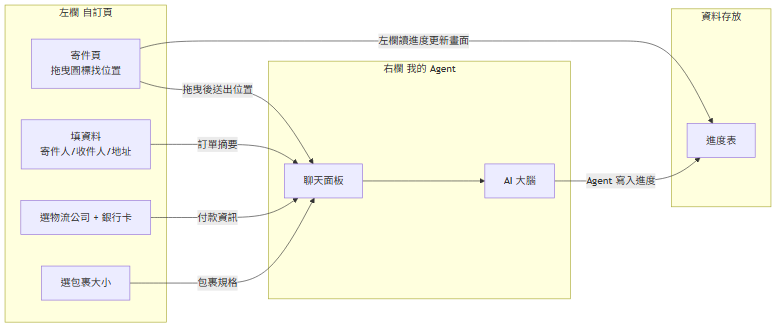 左欄 自訂頁
寄件頁
拖曳圖標找位置
填資料
寄件人/收件人/地址
選物流公司 + 銀行卡
選包裹大小
左欄讀進度更新畫面
拖曳後送出位置
訂單摘要
付款資訊
包裹規格
右欄 我的 Agent
聊天面板
AI 大腦
Agent 寫入進度
資料存放
進度表